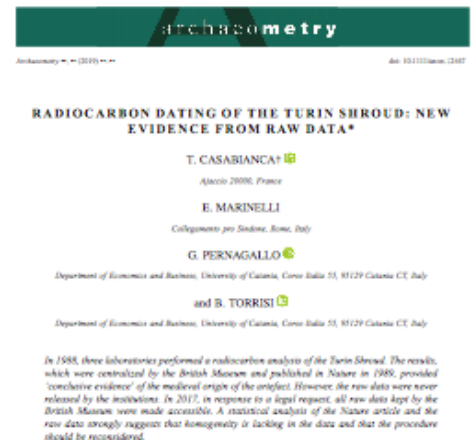 archaeometry
Archaeometry ••, •• (2019) ••–••
doi: 10.1111/arcm.12467
RADIOCARBON DATING OF THE TURIN SHROUD: NEW
EVIDENCE FROM RAW DATA*
T. CASABIANCA†
Ajaccio 20000, France
E. MARINELLI
Collegamento pro Sindone, Rome, Italy
G. PERNAGALLO
Department of Economics and Business, University of Catania, Corso Italia 55, 95129 Catania CT, Italy
and B. TORRISI
Department of Economics and Business, University of Catania, Corso Italia 55, 95129 Catania CT, Italy
In 1988, three laboratories performed a radiocarbon analysis of the Turin Shroud. The results,
which were centralized by the British Museum and published in Nature in 1989, provided
'conclusive evidence' of the medieval origin of the artefact. However, the raw data were never
released by the institutions. In 2017, in response to a legal request, all raw data kept by the
British Museum were made accessible. A statistical analysis of the Nature article and the
raw data strongly suggests that homogeneity is lacking in the data and that the procedure
should be reconsidered.